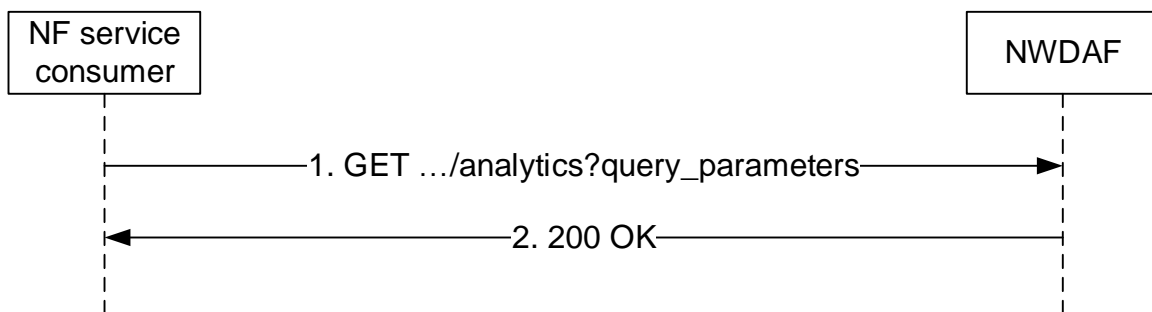 NF service
consumer
NWDAF
1. GET …/analytics?query_parameters
2. 200 OK